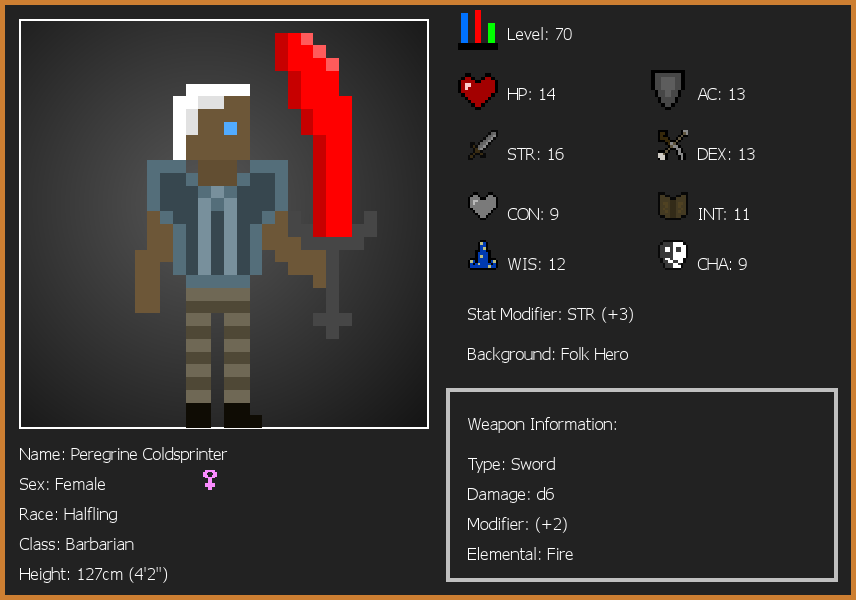 Level: 70
HP: 14
AC: 13
STR: 16
DEX: 13
CON: 9
INT: 11
WIS: 12
CHA: 9
Stat Modifier: STR (+3)
Background: Folk Hero
Weapon Information:
Type: Sword
Damage: d6
Modifier: (+2)
Elemental: Fire
Name: Peregrine Coldsprinter
Sex: Female
Race: Halfling
Class: Barbarian
Height: 127cm (4'2")